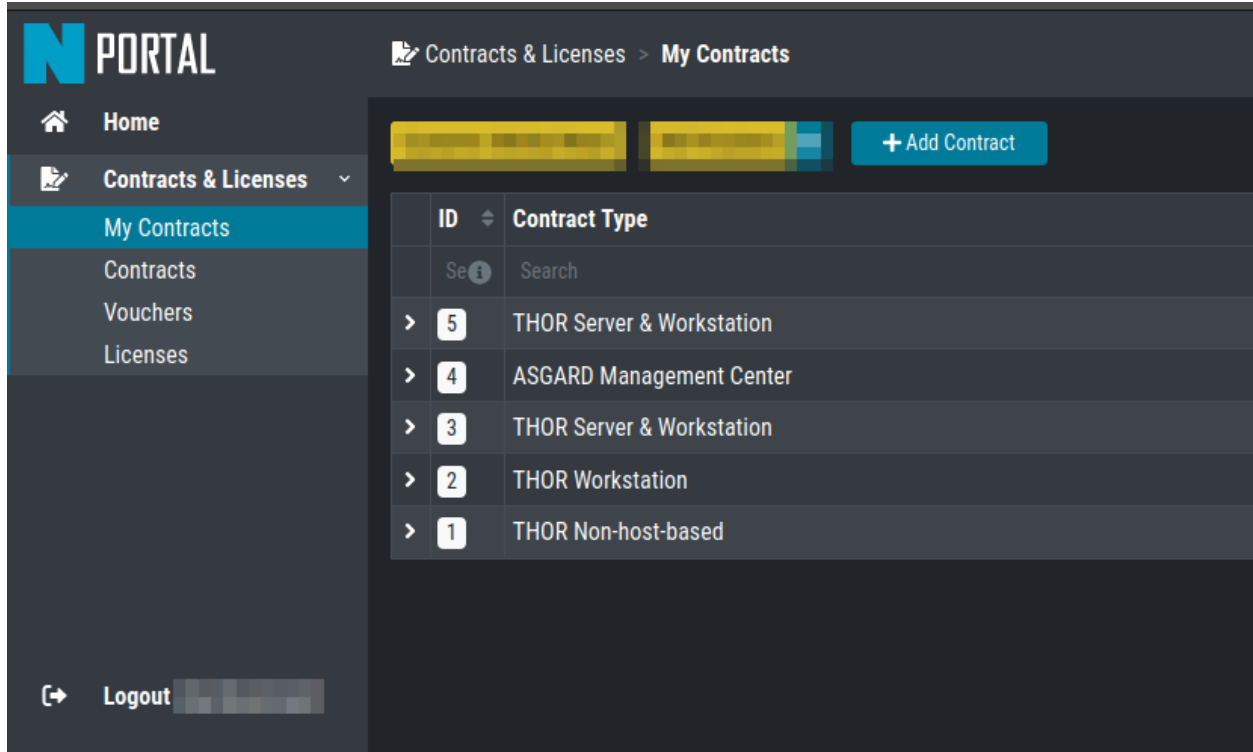 N PORTAL
Contracts & Licenses > My Contracts
Home
Contracts & Licenses
My Contracts
Contracts
Vouchers
Licenses
Logout
+ Add Contract
ID Contract Type
Se Search
5 THOR Server & Workstation
4 ASGARD Management Center
3 THOR Server & Workstation
2 THOR Workstation
1 THOR Non-host-based